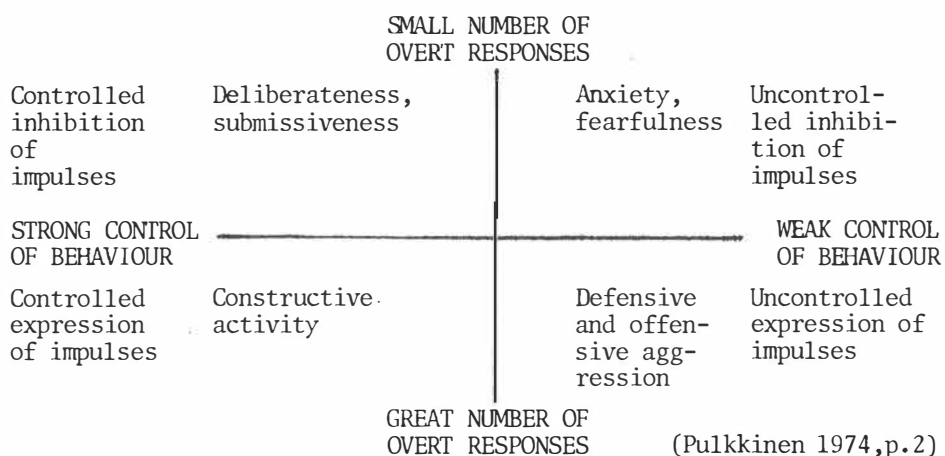 SMALL NUMBER OF
OVERT RESPONSES
Controlled
inhibition
of
impulses
Deliberateness,
submissiveness
Anxiety,
fearfulness
Uncontrol-
led inhibi-
tion of
impulses
STRONG CONTROL
OF BEHAVIOUR
WEAK CONTROL
OF BEHAVIOUR
Controlled
expression
of impulses
Constructive
activity
Defensive
and offen-
sive agg-
ression
Uncontrolled
expression of
impulses
GREAT NUMBER OF
OVERT RESPONSES
(Pulkkinen 1974,p.2)